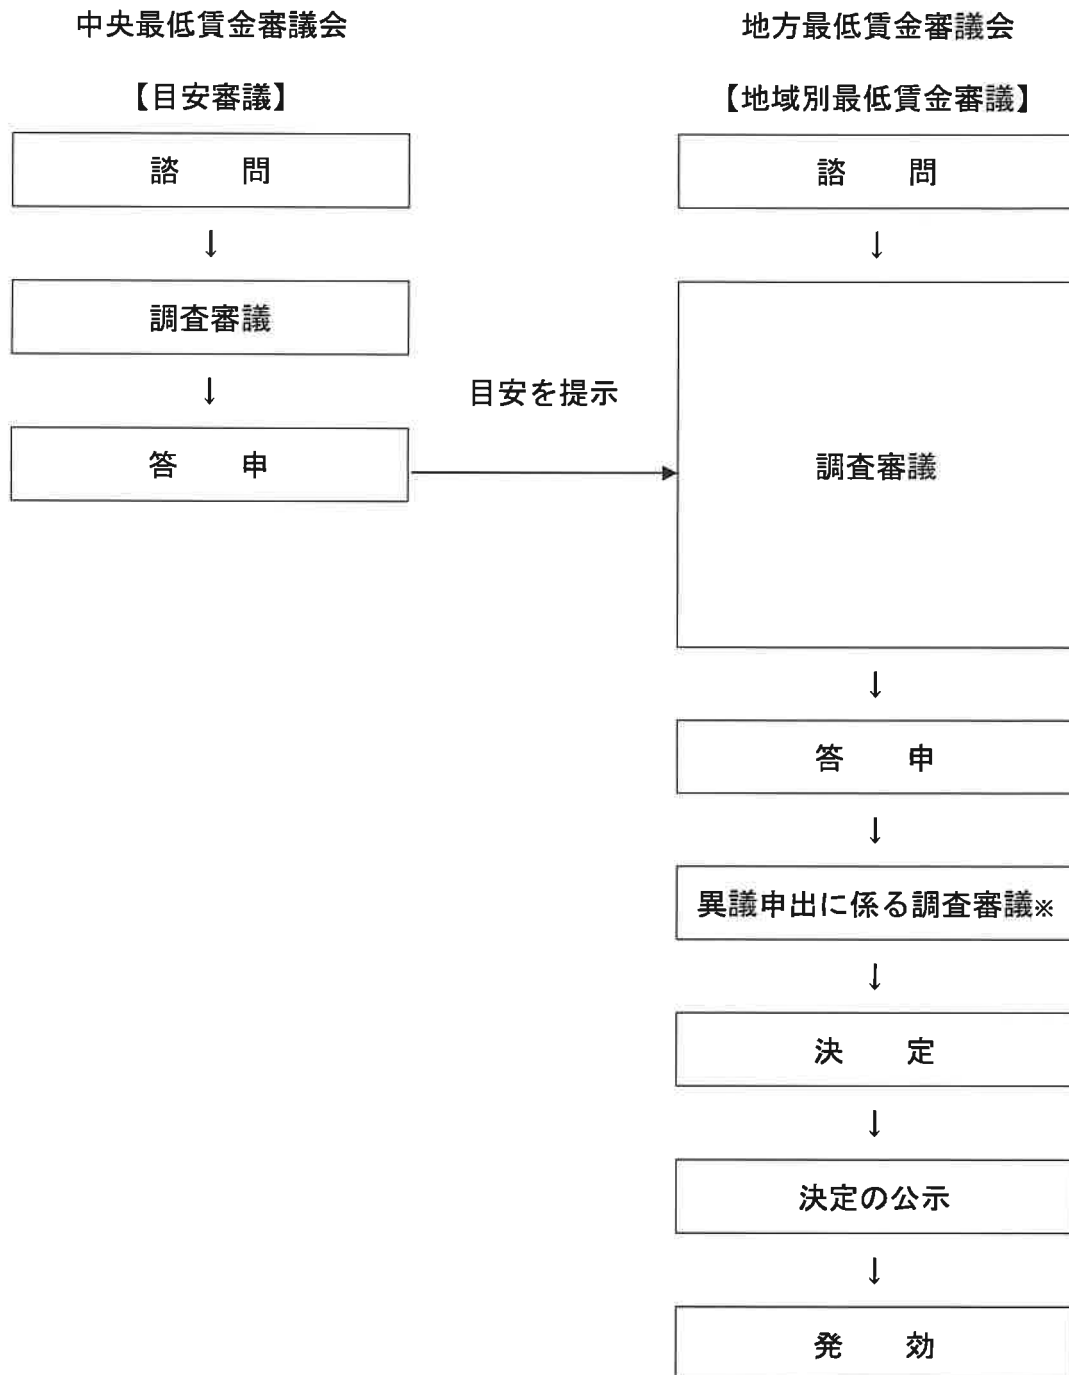 中央最低賃金審議会
【目安審議】
諮　問
↓
調査審議
↓
答　申
目安を提示
地方最低賃金審議会
【地域別最低賃金審議】
諮　問
↓
調査審議
↓
答　申
↓
異議申出に係る調査審議※
↓
決　定
↓
決定の公示
↓
発　効